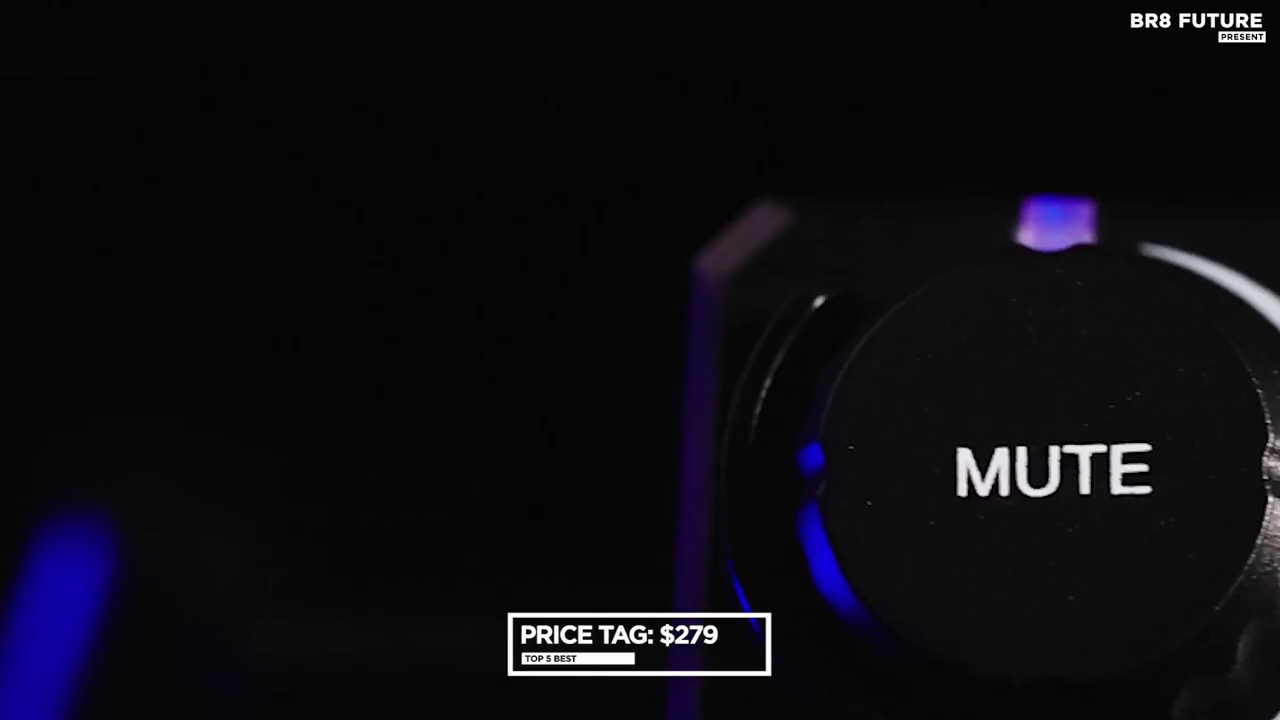 BR8 FUTURE
PRESENT
MUTE
PRICE TAG: $279
TOP 5 BEST